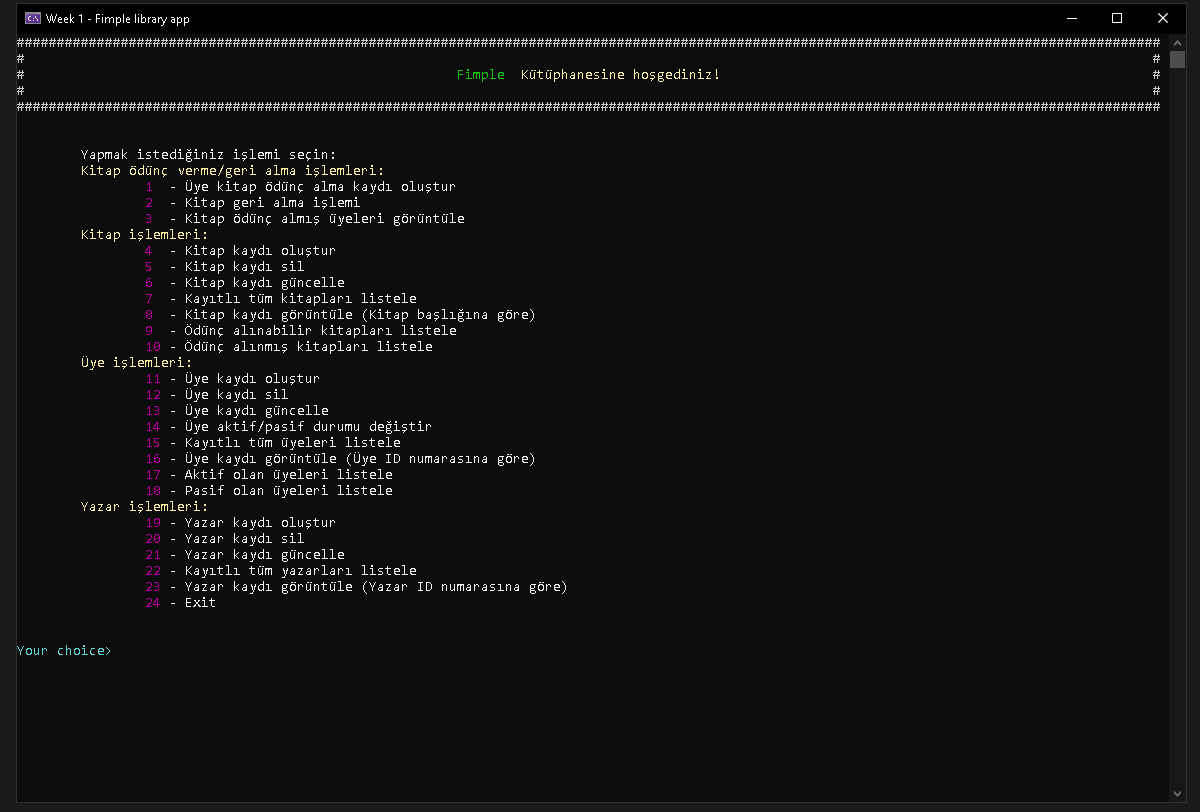 Week 1 - Fimple library app
###############################################################################################################################################
# #
# Fimple Kütüphanesine hoşgediniz! #
# #
###############################################################################################################################################
Yapmak istediğiniz işlemi seçin:
Kitap ödünç verme/geri alma işlemleri:
1 - Üye kitap ödünç alma kaydı oluştur
2 - Kitap geri alma işlemi
3 - Kitap ödünç almış üyeleri görüntüle
Kitap işlemleri:
4 - Kitap kaydı oluştur
5 - Kitap kaydı sil
6 - Kitap kaydı güncelle
7 - Kayıtlı tüm kitapları listele
8 - Kitap kaydı görüntüle (Kitap başlığına göre)
9 - Ödünç alınabilir kitapları listele
10 - Ödünç alınmış kitapları listele
Üye işlemleri:
11 - Üye kaydı oluştur
12 - Üye kaydı sil
13 - Üye kaydı güncelle
14 - Üye aktif/pasif durumu değiştir
15 - Kayıtlı tüm üyeleri listele
16 - Üye kaydı görüntüle (Üye ID numarasına göre)
17 - Aktif olan üyeleri listele
18 - Pasif olan üyeleri listele
Yazar işlemleri:
19 - Yazar kaydı oluştur
20 - Yazar kaydı sil
21 - Yazar kaydı güncelle
22 - Kayıtlı tüm yazarları listele
23 - Yazar kaydı görüntüle (Yazar ID numarasına göre)
24 - Exit
Your choice>